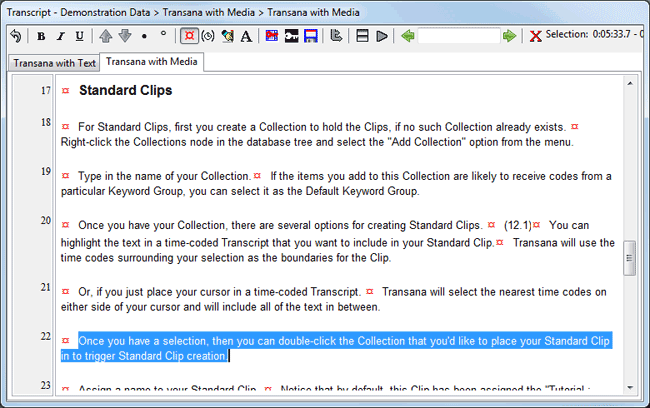 Transcript - Demonstration Data > Transana with Media > Transana with Media
B I U A Selection: 0:05:33.7 - 0
Transana with Text Transana with Media
17 ¤ Standard Clips
18 ¤ For Standard Clips, first you create a Collection to hold the Clips, if no such Collection already exists. ¤
Right-click the Collections node in the database tree and select the "Add Collection" option from the menu.
19 ¤ Type in the name of your Collection.¤ If the items you add to this Collection are likely to receive codes from a
particular Keyword Group, you can select it as the Default Keyword Group.
20 ¤ Once you have your Collection, there are several options for creating Standard Clips. ¤ (12.1)¤ You can
highlight the text in a time-coded Transcript that you want to include in your Standard Clip.¤ Transana will use the
time codes surrounding your selection as the boundaries for the Clip.
21 ¤ Or, if you just place your cursor in a time-coded Transcript. ¤ Transana will select the nearest time codes on
either side of your cursor and will include all of the text in between.
22 ¤ Once you have a selection, then you can double-click the Collection that you'd like to place your Standard Clip
in to trigger Standard Clip creation.
23 ¤ Assign a name to your Standard Clip. ¤ Notice that by default, this Clip has been assigned the "Tutorial :